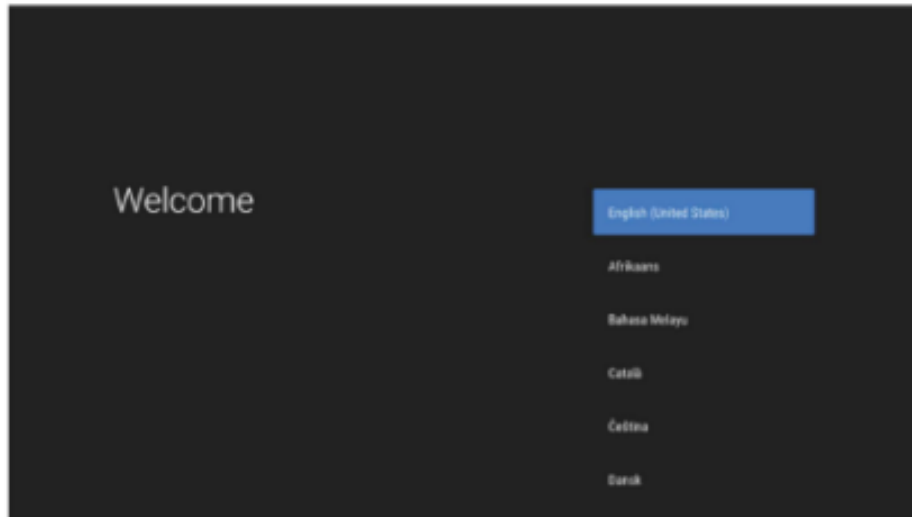 Welcome
English (United States)
Afrikaans
Bahasa Melayu
Català
Čeština
Dansk